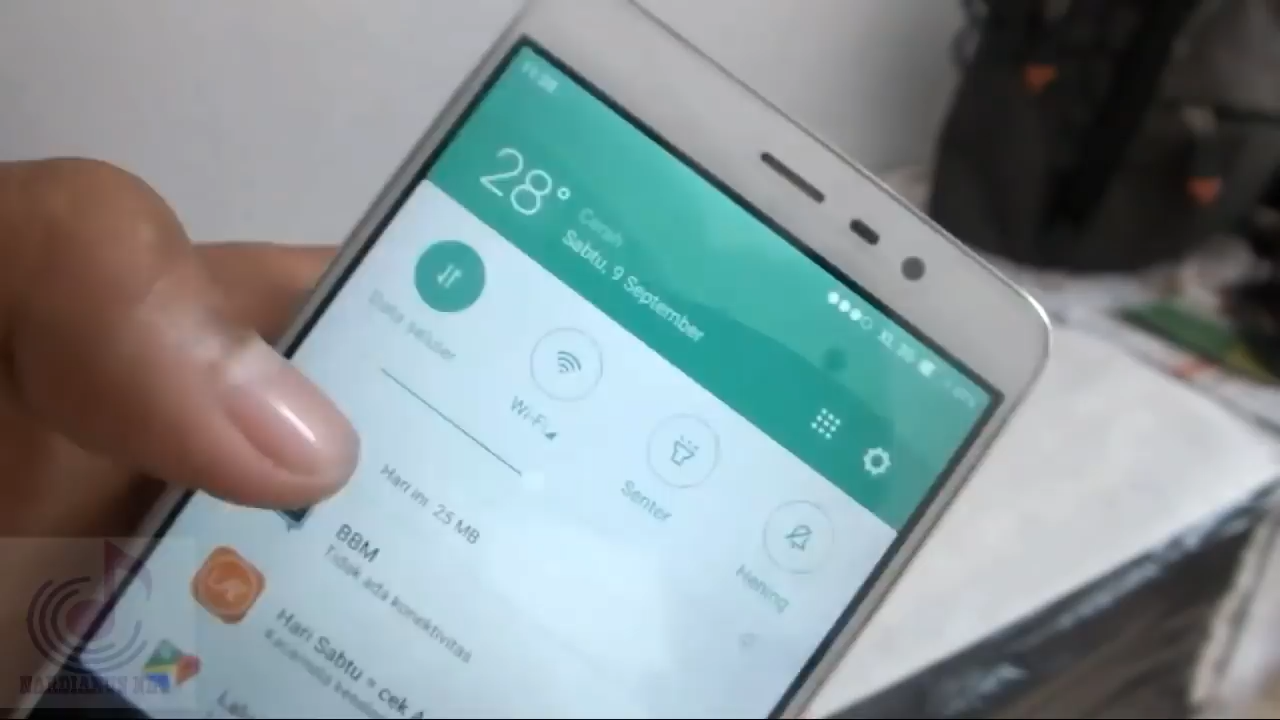 28°
Cerah
Sabtu, 9 September
Data seluler
Wi-Fi
Senter
Hening
Hari ini 25 MB
BBM
Tidak ada konektivitas
Hari Sabtu = cek